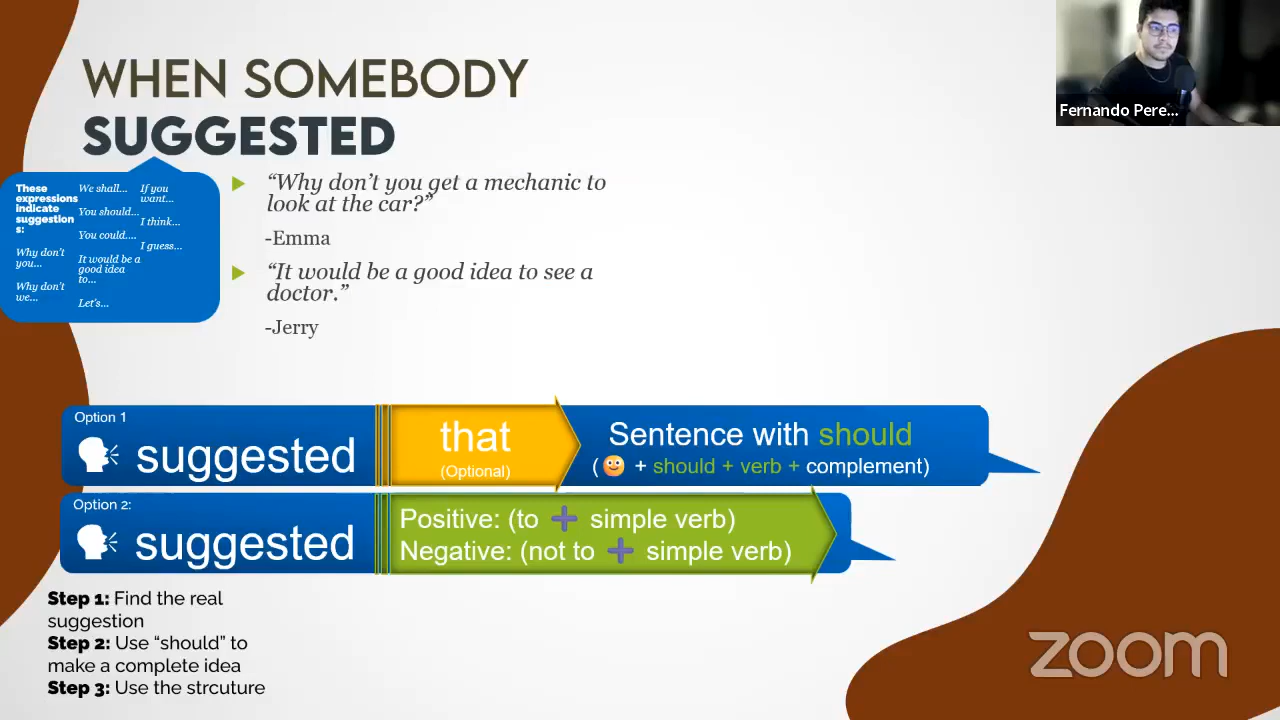 WHEN SOMEBODY
SUGGESTED
These
expressions
indicate
suggestion
s:
Why don't
you...
Why don't
we...
We shall...
You should...
You could....
It would be a
good idea
to...
Let's...
If you
want...
I think...
I guess...
“Why don't you get a mechanic to
look at the car?”
-Emma
“It would be a good idea to see a
doctor.”
-Jerry
Option 1
suggested
that
(Optional)
Sentence with should
( + should + verb + complement)
Option 2:
suggested
Positive: (to ➕ simple verb)
Negative: (not to ➕ simple verb)
Step 1: Find the real
suggestion
Step 2: Use “should” to
make a complete idea
Step 3: Use the strcuture
Fernando Pere...
zoom